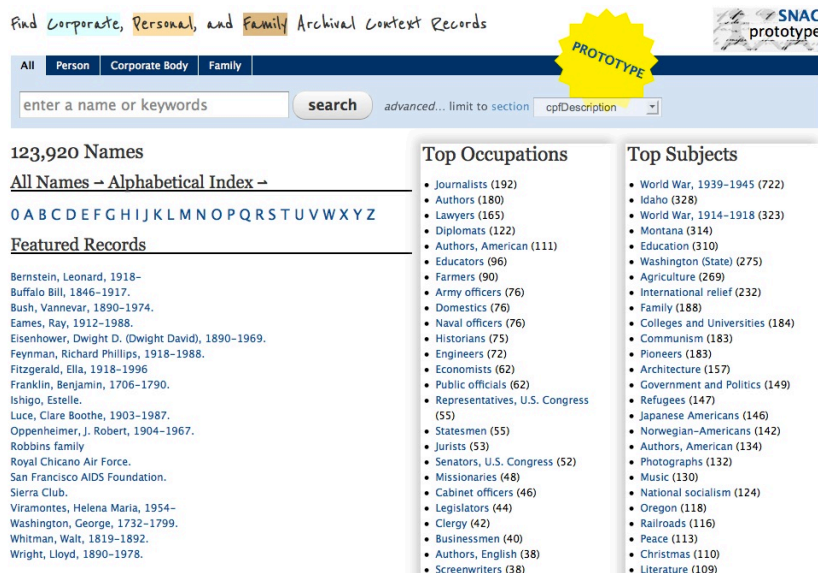 Find Corporate, Personal, and Family Archival Context Records
SNAC
prototype
PROTOTYPE
All Person Corporate Body Family
enter a name or keywords search advanced... limit to section cpfDescription
123,920 Names
All Names → Alphabetical Index →
0 A B C D E F G H I J K L M N O P Q R S T U V W X Y Z
Featured Records
Bernstein, Leonard, 1918-
Buffalo Bill, 1846-1917.
Bush, Vannevar, 1890-1974.
Eames, Ray, 1912-1988.
Eisenhower, Dwight D. (Dwight David), 1890-1969.
Feynman, Richard Phillips, 1918-1988.
Fitzgerald, Ella, 1918-1996
Franklin, Benjamin, 1706-1790.
Ishigo, Estelle.
Luce, Clare Boothe, 1903-1987.
Oppenheimer, J. Robert, 1904-1967.
Robbins family
Royal Chicano Air Force.
San Francisco AIDS Foundation.
Sierra Club.
Viramontes, Helena Maria, 1954-
Washington, George, 1732-1799.
Whitman, Walt, 1819-1892.
Wright, Lloyd, 1890-1978.
Top Occupations
Journalists (192)
Authors (180)
Lawyers (165)
Diplomats (122)
Authors, American (111)
Educators (96)
Farmers (90)
Army officers (76)
Domestics (76)
Naval officers (76)
Historians (75)
Engineers (72)
Economists (62)
Public officials (62)
Representatives, U.S. Congress
(55)
Statesmen (55)
Jurists (53)
Senators, U.S. Congress (52)
Missionaries (48)
Cabinet officers (46)
Legislators (44)
Clergy (42)
Businessmen (40)
Authors, English (38)
Screenwriters (38)
Top Subjects
World War, 1939-1945 (722)
Idaho (328)
World War, 1914-1918 (323)
Montana (314)
Education (310)
Washington (State) (275)
Agriculture (269)
International relief (232)
Family (188)
Colleges and Universities (184)
Communism (183)
Pioneers (183)
Architecture (157)
Government and Politics (149)
Refugees (147)
Japanese Americans (146)
Norwegian-Americans (142)
Authors, American (134)
Photographs (132)
Music (130)
National socialism (124)
Oregon (118)
Railroads (116)
Peace (113)
Christmas (110)
Literature (109)